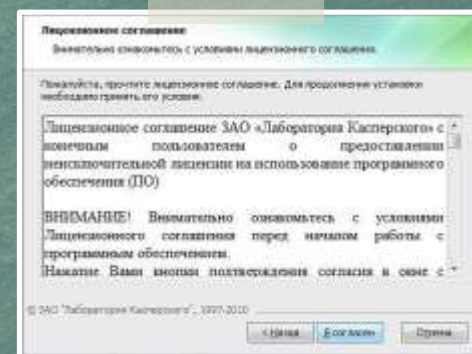 Лицензионное соглашение
Внимательно ознакомьтесь с условиями лицензионного соглашения.
Пожалуйста, прочтите лицензионное соглашение. Для продолжения установки
необходимо принять его условия.
Лицензионное соглашение ЗАО «Лаборатория Касперского» с
конечным пользователем о предоставлении
неисключительной лицензии на использование программного
обеспечения (ПО)
ВНИМАНИЕ! Внимательно ознакомьтесь с условиями
Лицензионного соглашения перед началом работы с
программным обеспечением.
Нажатие Вами кнопки подтверждения согласия в окне с
© ЗАО "Лаборатория Касперского", 1997-2010
< Назад Я согласен Отмена